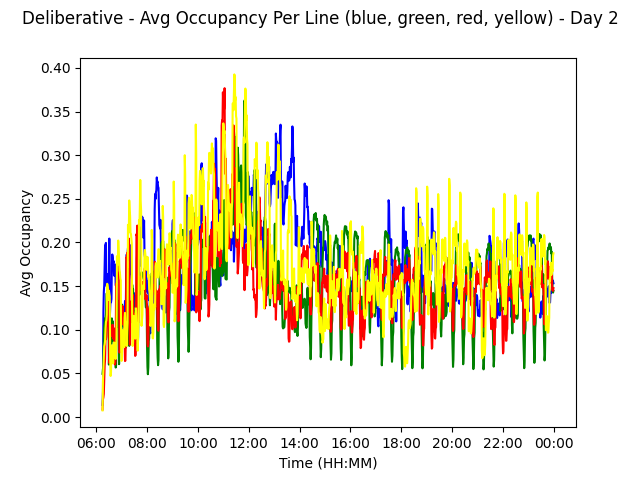 Deliberative - Avg Occupancy Per Line (blue, green, red, yellow) - Day 2
0.40
0.35
0.30
0.25
0.20
0.15
0.10
0.05
0.00
Avg Occupancy
06:00 08:00 10:00 12:00 14:00 16:00 18:00 20:00 22:00 00:00
Time (HH:MM)